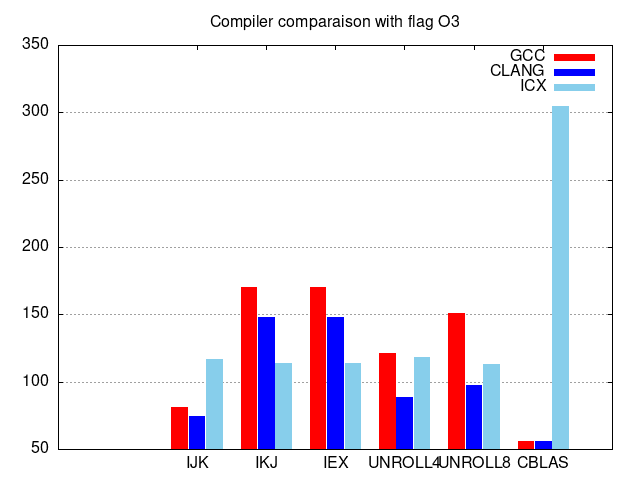 Compiler comparaison with flag O3
350
300
250
200
150
100
50
GCC
CLANG
ICX
IJK IKJ IEX UNROLL4 UNROLL8 CBLAS